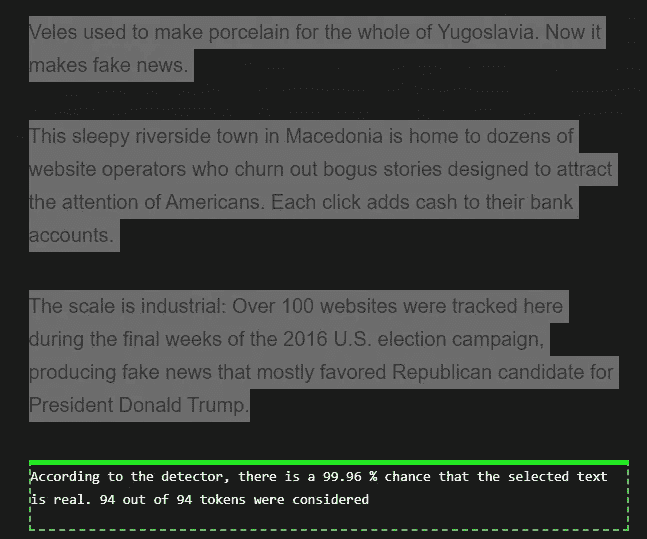 Veles used to make porcelain for the whole of Yugoslavia. Now it
makes fake news.
This sleepy riverside town in Macedonia is home to dozens of
website operators who churn out bogus stories designed to attract
the attention of Americans. Each click adds cash to their bank
accounts.
The scale is industrial: Over 100 websites were tracked here
during the final weeks of the 2016 U.S. election campaign,
producing fake news that mostly favored Republican candidate for
President Donald Trump.
According to the detector, there is a 99.96 % chance that the selected text
is real. 94 out of 94 tokens were considered